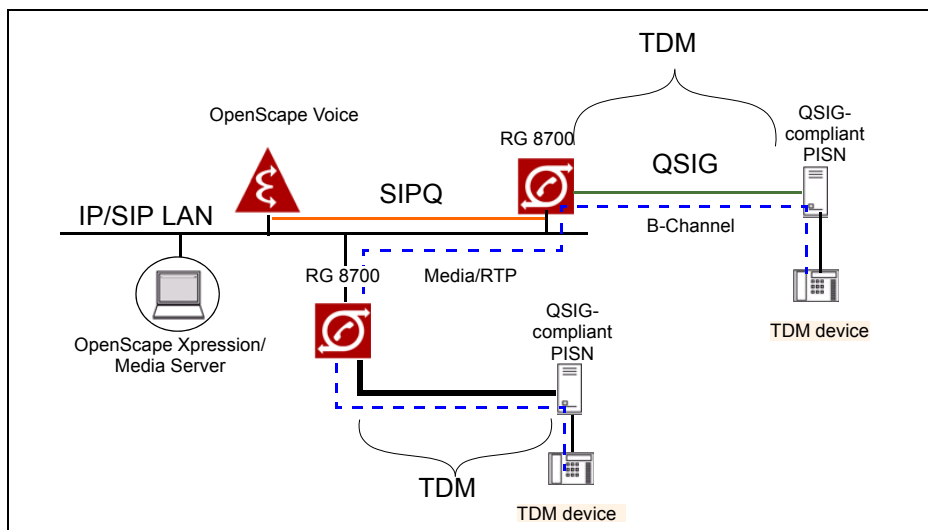 TDM
OpenScape Voice
RG 8700
QSIG-
compliant
PISN
SIPQ
QSIG
IP/SIP LAN
B-Channel
RG 8700
Media/RTP
TDM device
QSIG-
compliant
PISN
OpenScape Xpression/
Media Server
TDM
TDM device